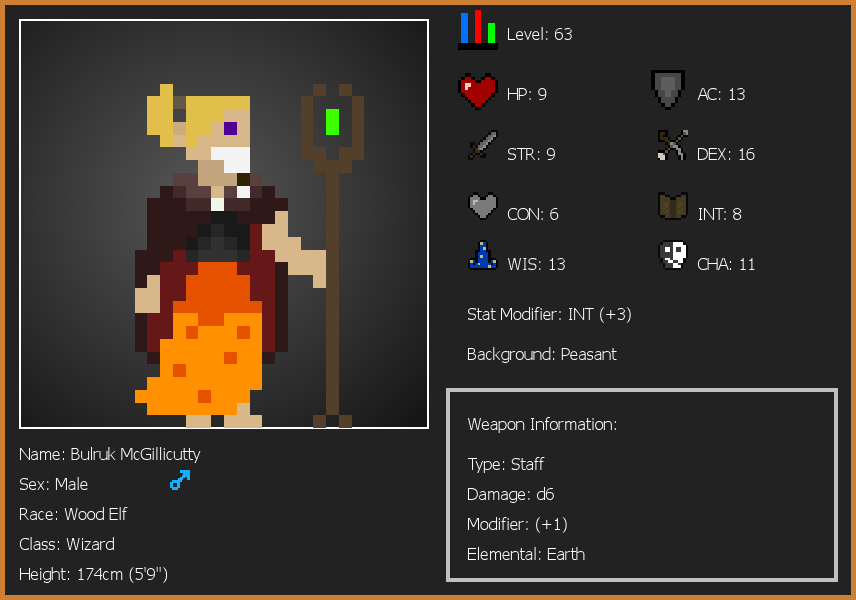 Level: 63
HP: 9
AC: 13
STR: 9
DEX: 16
CON: 6
INT: 8
WIS: 13
CHA: 11
Stat Modifier: INT (+3)
Background: Peasant
Weapon Information:
Type: Staff
Damage: d6
Modifier: (+1)
Elemental: Earth
Name: Bulruk McGillicutty
Sex: Male
Race: Wood Elf
Class: Wizard
Height: 174cm (5'9")